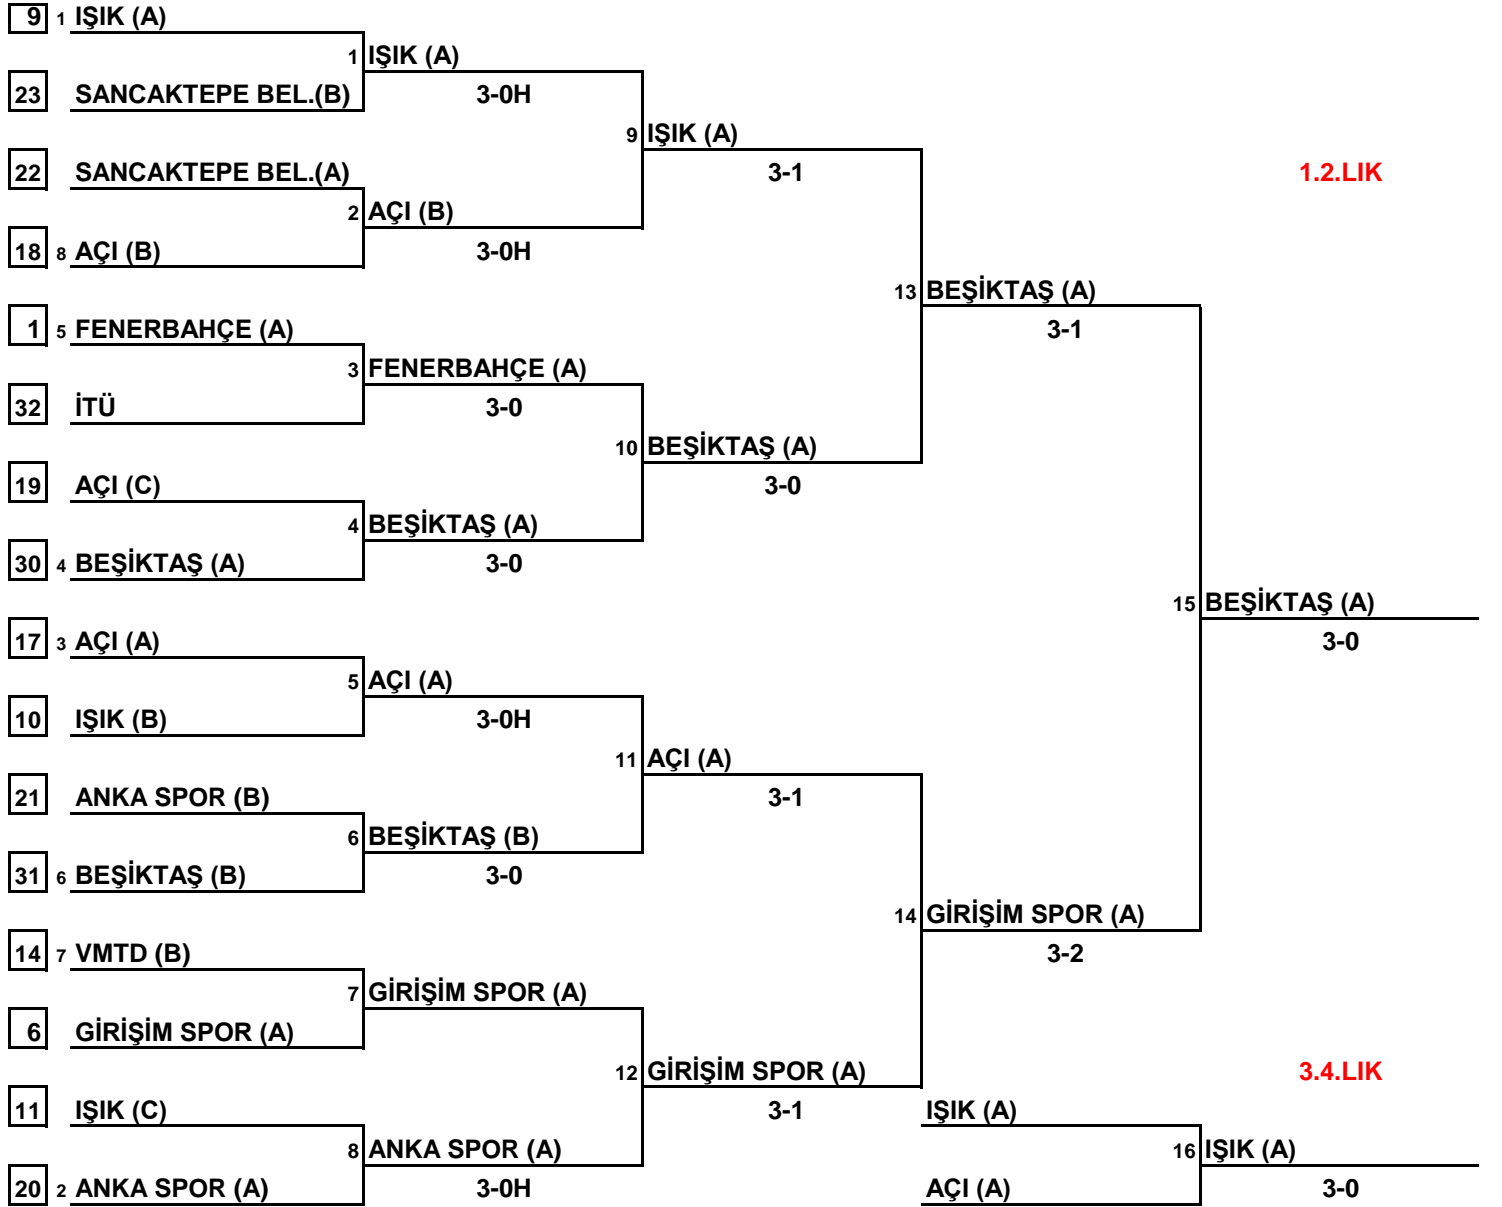 9 1 IŞIK (A)
1 IŞIK (A)
23 SANCAKTEPE BEL.(B) 3-0H
9 IŞIK (A)
22 SANCAKTEPE BEL.(A) 3-1 1.2.LIK
2 AÇI (B)
18 8 AÇI (B) 3-0H
13 BEŞİKTAŞ (A)
1 5 FENERBAHÇE (A) 3-1
3 FENERBAHÇE (A)
32 İTÜ 3-0
10 BEŞİKTAŞ (A)
19 AÇI (C) 3-0
4 BEŞİKTAŞ (A)
30 4 BEŞİKTAŞ (A) 3-0
15 BEŞİKTAŞ (A)
17 3 AÇI (A) 3-0
5 AÇI (A)
10 IŞIK (B) 3-0H
11 AÇI (A)
21 ANKA SPOR (B) 3-1
6 BEŞİKTAŞ (B)
31 6 BEŞİKTAŞ (B) 3-0
14 GİRİŞİM SPOR (A)
14 7 VMTD (B) 3-2
7 GİRİŞİM SPOR (A)
6 GİRİŞİM SPOR (A)
12 GİRİŞİM SPOR (A) 3.4.LIK
11 IŞIK (C) 3-1 IŞIK (A)
8 ANKA SPOR (A) 16 IŞIK (A)
20 2 ANKA SPOR (A) 3-0H AÇI (A) 3-0